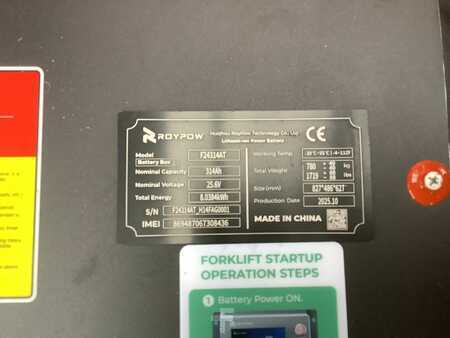 ROYPOW
Huizhou Roypow Technology Co., Ltd
Lithium-ion Power Battery
CE
Model
Battery Box
F24314AT
Nominal Capacity 314Ah
Nominal Voltage 25.6V
Total Energy 8.0384kWh
S/N F24314AT_H14FAG0001
IMEI 869487067308436
Working Temp.
Weight 780 kg
1719 lbs
Size(mm) 827*486*627
Production Date 2025.10
MADE IN CHINA
FORKLIFT STARTUP
OPERATION STEPS
1 Battery Power ON.